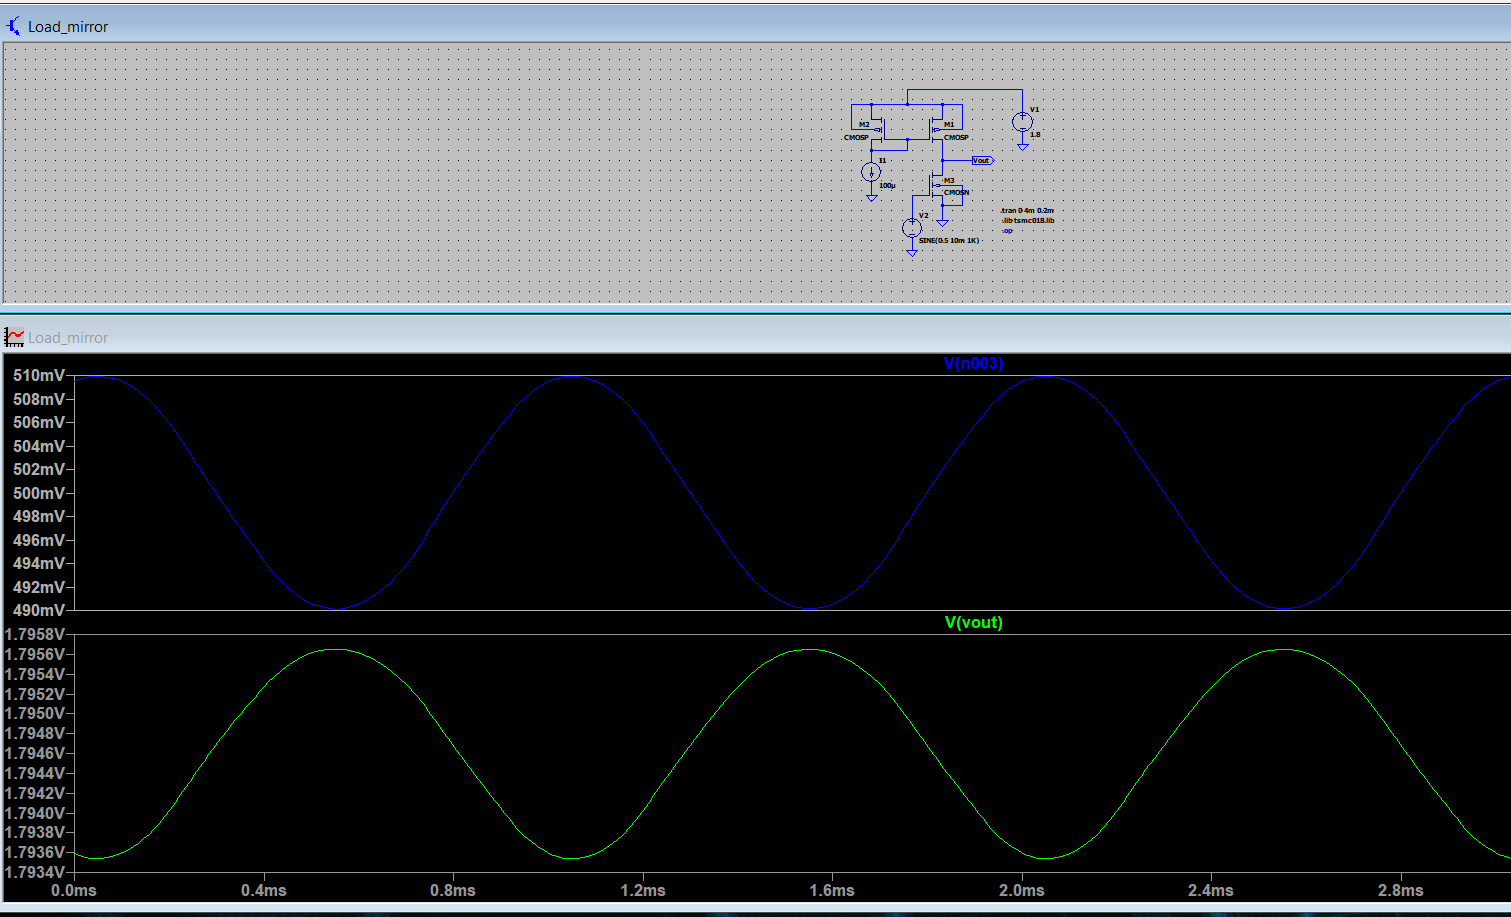 Load_mirror
V1
M2
M1
CMOSP
CMOSP
1.8
I1
Vout
100µ
M3
CMOSN
V2
.tran 0 4m 0.2m
.lib tsmc018.lib
.op
SINE(0.5 10m 1K)
Load_mirror
V(n003)
510mV
508mV
506mV
504mV
502mV
500mV
498mV
496mV
494mV
492mV
490mV
V(vout)
1.7958V
1.7956V
1.7954V
1.7952V
1.7950V
1.7948V
1.7946V
1.7944V
1.7942V
1.7940V
1.7938V
1.7936V
1.7934V
0.0ms 0.4ms 0.8ms 1.2ms 1.6ms 2.0ms 2.4ms 2.8ms